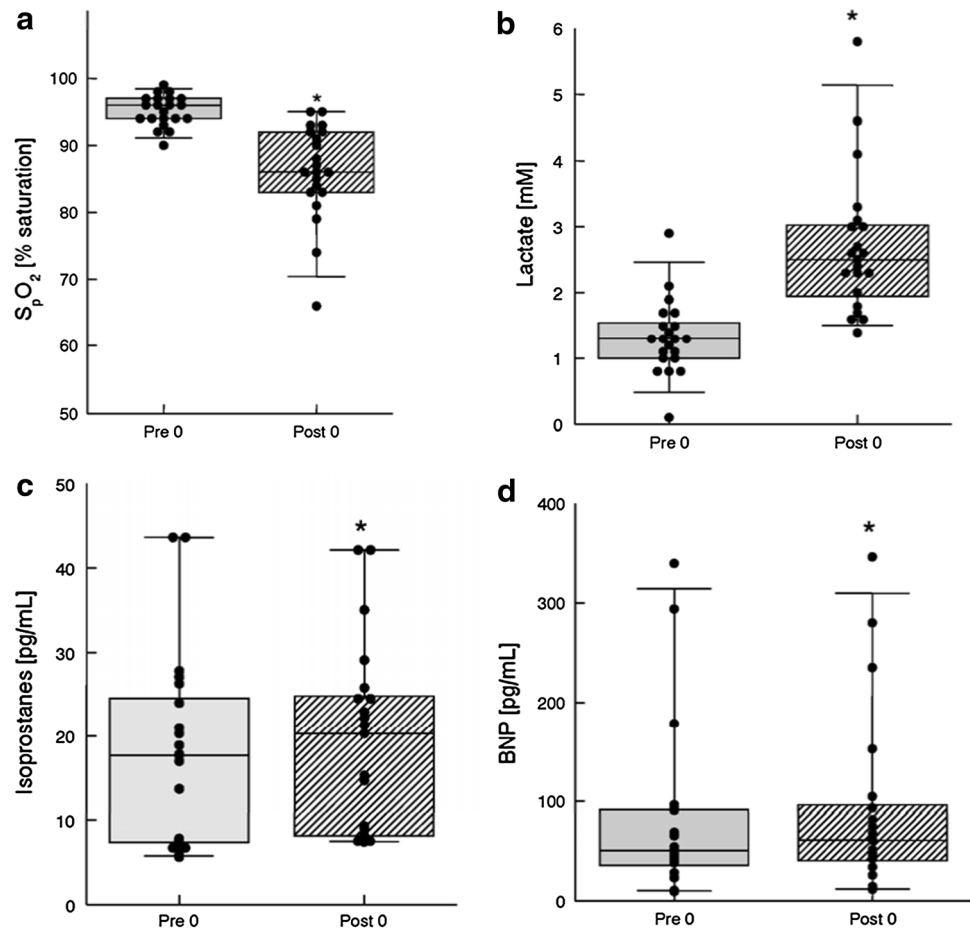 a
*
100
90
80
70
60
50
SpO2 [% saturation]
Pre 0 Post 0
b
*
6
5
4
3
2
1
0
Lactate [mM]
Pre 0 Post 0
c
*
50
40
30
20
10
0
Isoprostanes [pg/mL]
Pre 0 Post 0
d
*
400
300
200
100
0
BNP [pg/mL]
Pre 0 Post 0